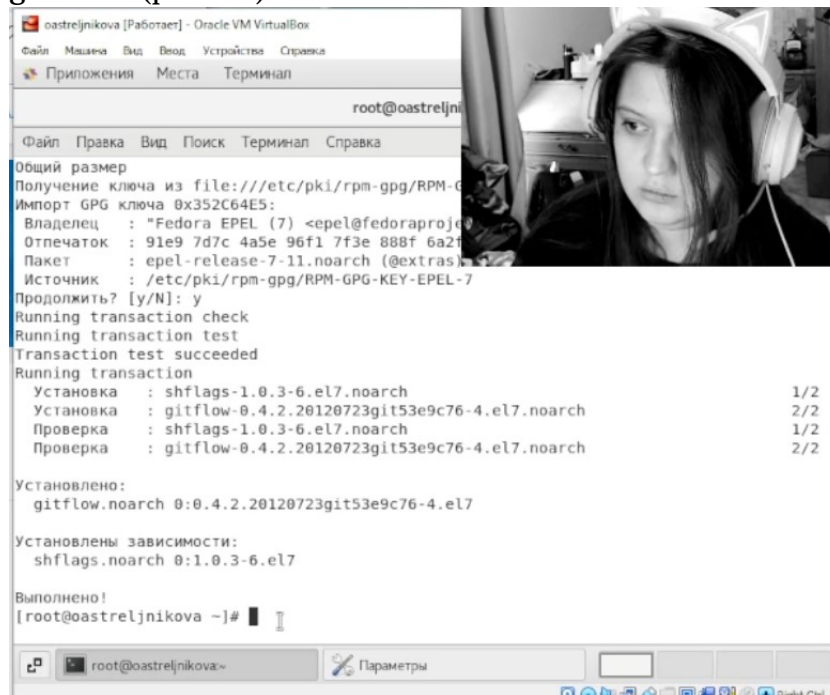 oastreljnikova [Работает] - Oracle VM VirtualBox
Файл Машина Вид Ввод Устройства Справка
Приложения Места Терминал
root@oastreljni
Файл Правка Вид Поиск Терминал Справка
Общий размер
Получение ключа из file:///etc/pki/rpm-gpg/RPM-G
Импорт GPG ключа 0x352C64E5:
Владелец : "Fedora EPEL (7) <epel@fedoraproje
Отпечаток : 91e9 7d7c 4a5e 96f1 7f3e 888f 6a2f
Пакет : epel-release-7-11.noarch (@extras)
Источник : /etc/pki/rpm-gpg/RPM-GPG-KEY-EPEL-7
Продолжить? [y/N]: y
Running transaction check
Running transaction test
Transaction test succeeded
Running transaction
Установка : shflags-1.0.3-6.el7.noarch 1/2
Установка : gitflow-0.4.2.20120723git53e9c76-4.el7.noarch 2/2
Проверка : shflags-1.0.3-6.el7.noarch 1/2
Проверка : gitflow-0.4.2.20120723git53e9c76-4.el7.noarch 2/2
Установлено:
gitflow.noarch 0:0.4.2.20120723git53e9c76-4.el7
Установлены зависимости:
shflags.noarch 0:1.0.3-6.el7
Выполнено!
[root@oastreljnikova ~]#
root@oastreljnikova:~ Параметры